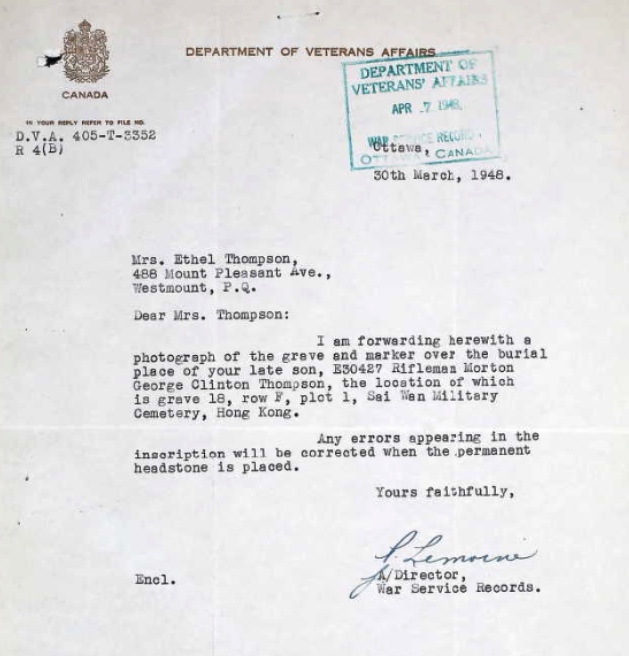 DEPARTMENT OF VETERANS AFFAIRS
CANADA
IN YOUR REPLY REFER TO FILE NO.
D.V.A. 405-T-3352
R 4(B)
DEPARTMENT OF
VETERANS' AFFAIRS
APR 7 1948
WAR SERVICE RECORDS
OTTAWA, CANADA
Ottawa,
30th March, 1948.
Mrs. Ethel Thompson,
488 Mount Pleasant Ave.,
Westmount, P.Q.
Dear Mrs. Thompson:
I am forwarding herewith a
photograph of the grave and marker over the burial
place of your late son, E30427 Rifleman Morton
George Clinton Thompson, the location of which
is grave 18, row F, plot 1, Sai Wan Military
Cemetery, Hong Kong.
Any errors appearing in the
inscription will be corrected when the permanent
headstone is placed.
Yours faithfully,
Lemoine
A/Director,
War Service Records.
Encl.